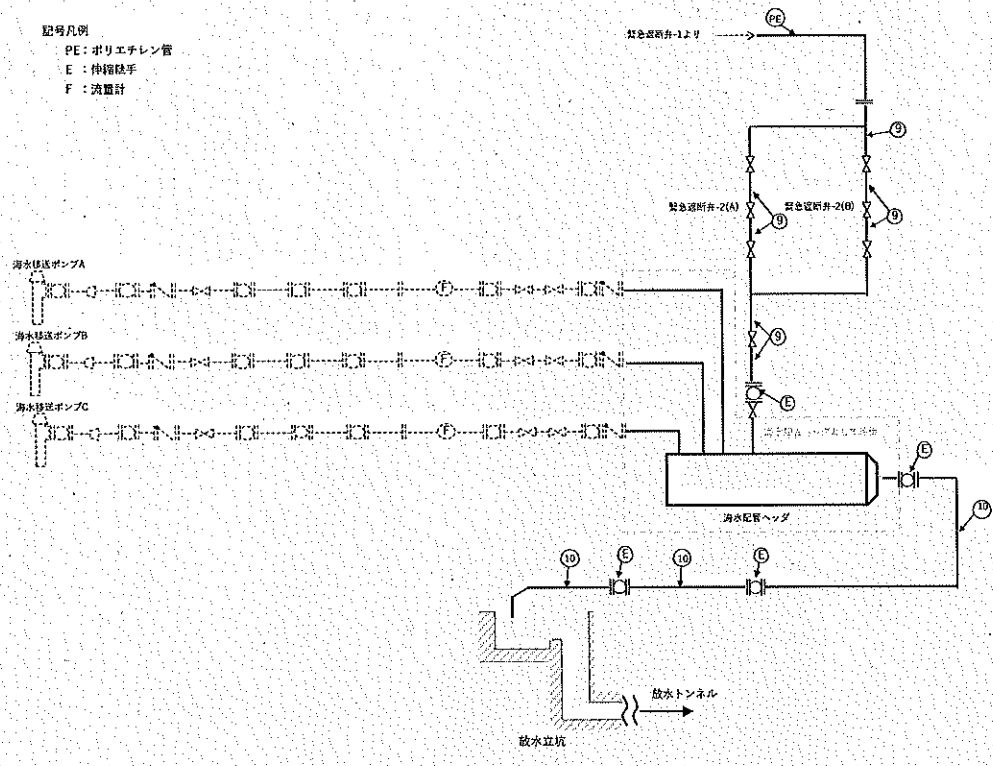 記号凡例
PE：ポリエチレン管
E ：伸縮継手
F ：流量計
緊急遮断弁-1より
PE
9
緊急遮断弁-2(A)
緊急遮断弁-2(B)
9
9
海水移送ポンプA
F
海水移送ポンプB
F
9
海水移送ポンプC
F
E
E
海水配管ヘッダ
10
10
E
10
E
放水トンネル
放水立坑